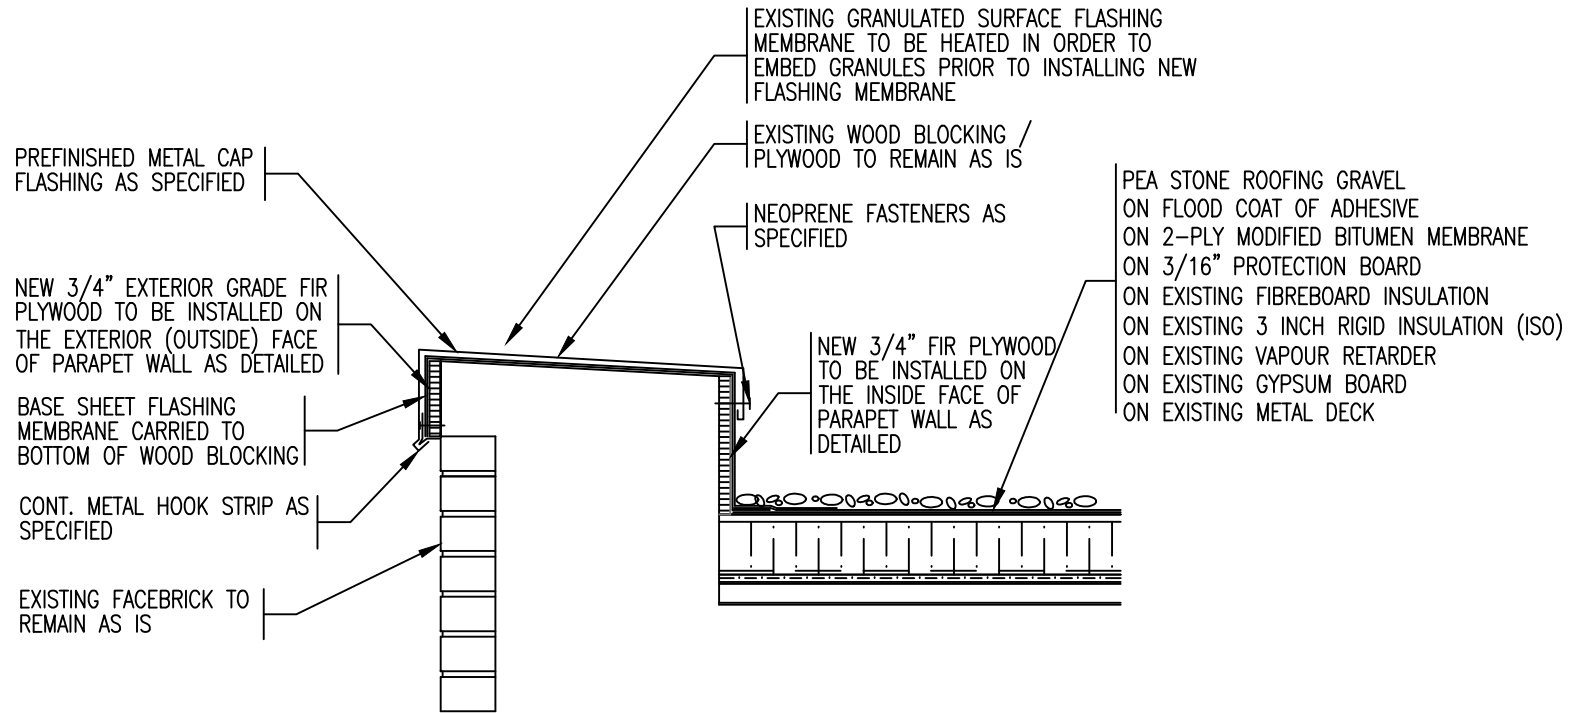 EXISTING GRANULATED SURFACE FLASHING
MEMBRANE TO BE HEATED IN ORDER TO
EMBED GRANULES PRIOR TO INSTALLING NEW
FLASHING MEMBRANE
EXISTING WOOD BLOCKING /
PLYWOOD TO REMAIN AS IS
PREFINISHED METAL CAP
FLASHING AS SPECIFIED
NEOPRENE FASTENERS AS
SPECIFIED
PEA STONE ROOFING GRAVEL
ON FLOOD COAT OF ADHESIVE
ON 2-PLY MODIFIED BITUMEN MEMBRANE
ON 3/16" PROTECTION BOARD
ON EXISTING FIBREBOARD INSULATION
ON EXISTING 3 INCH RIGID INSULATION (ISO)
ON EXISTING VAPOUR RETARDER
ON EXISTING GYPSUM BOARD
ON EXISTING METAL DECK
NEW 3/4" EXTERIOR GRADE FIR
PLYWOOD TO BE INSTALLED ON
THE EXTERIOR (OUTSIDE) FACE
OF PARAPET WALL AS DETAILED
NEW 3/4" FIR PLYWOOD
TO BE INSTALLED ON
THE INSIDE FACE OF
PARAPET WALL AS
DETAILED
BASE SHEET FLASHING
MEMBRANE CARRIED TO
BOTTOM OF WOOD BLOCKING
CONT. METAL HOOK STRIP AS
SPECIFIED
EXISTING FACEBRICK TO
REMAIN AS IS